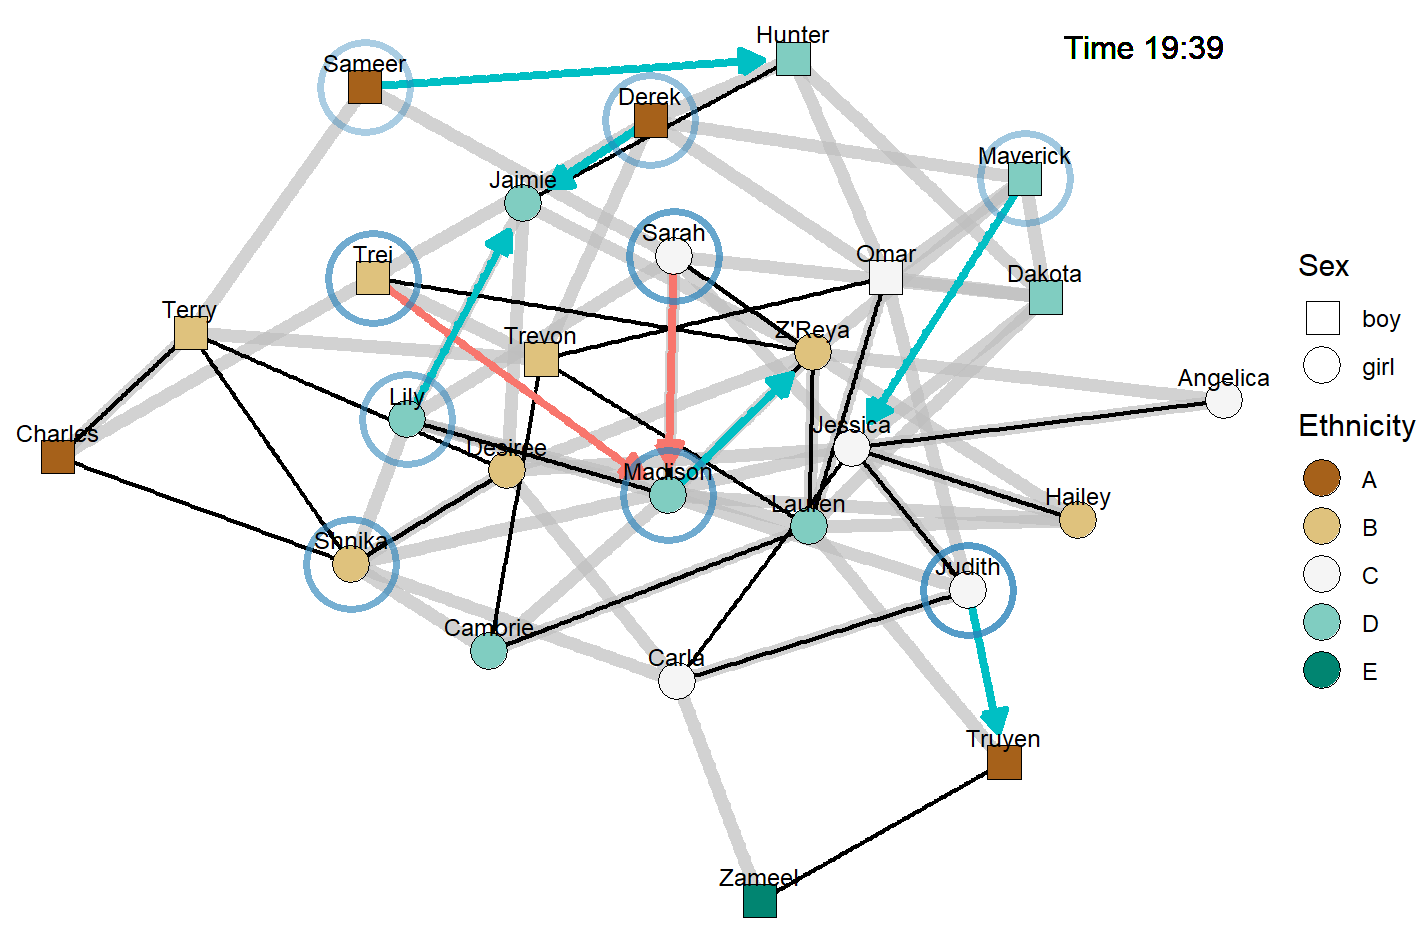 Hunter
Time 19:39
Sameer
Derek
Maverick
Jaimie
Sarah
Trei
Omar
Dakota
Terry
Trevon
Z'Reya
Angelica
Lily
Charles
Jessica
Desiree
Madison
Lauren
Hailey
Shnika
Judith
Cambrie
Carla
Truyen
Zameel
Sex
boy
girl
Ethnicity
A
B
C
D
E